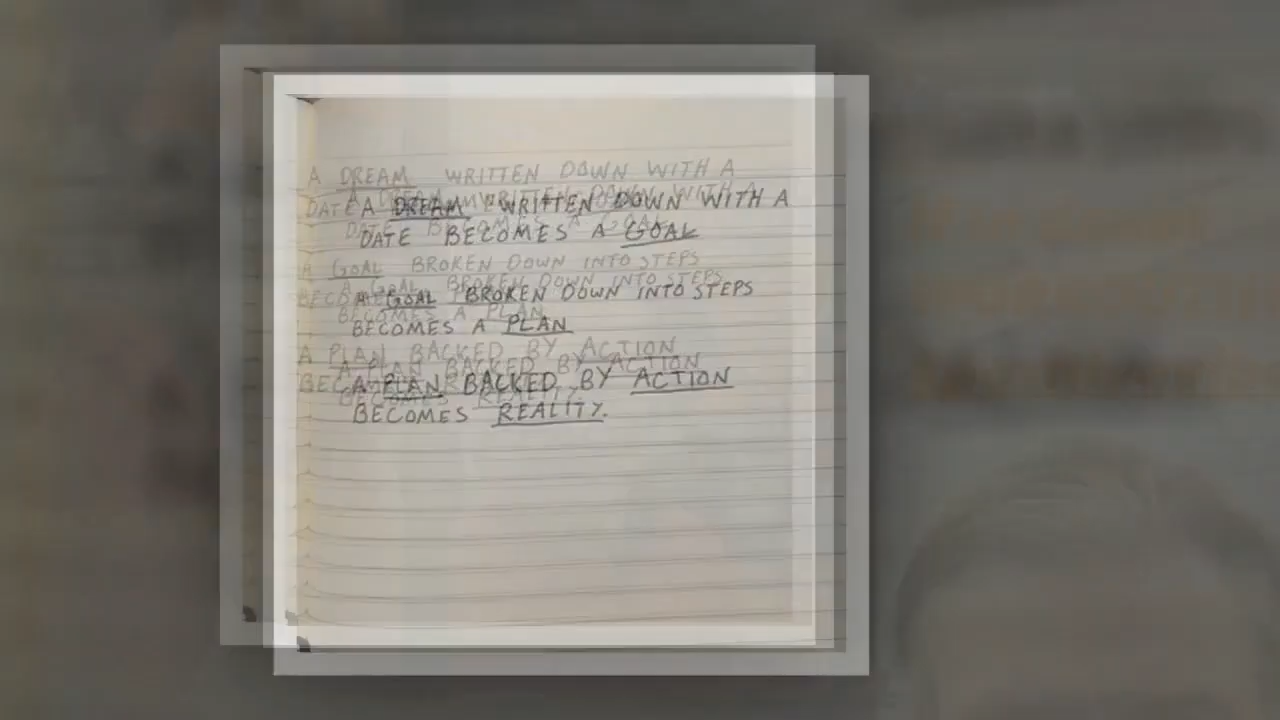 A DREAM WRITTEN DOWN WITH A
DATE BECOMES A GOAL
A GOAL BROKEN DOWN INTO STEPS
BECOMES A PLAN
A PLAN BACKED BY ACTION
BECOMES REALITY.